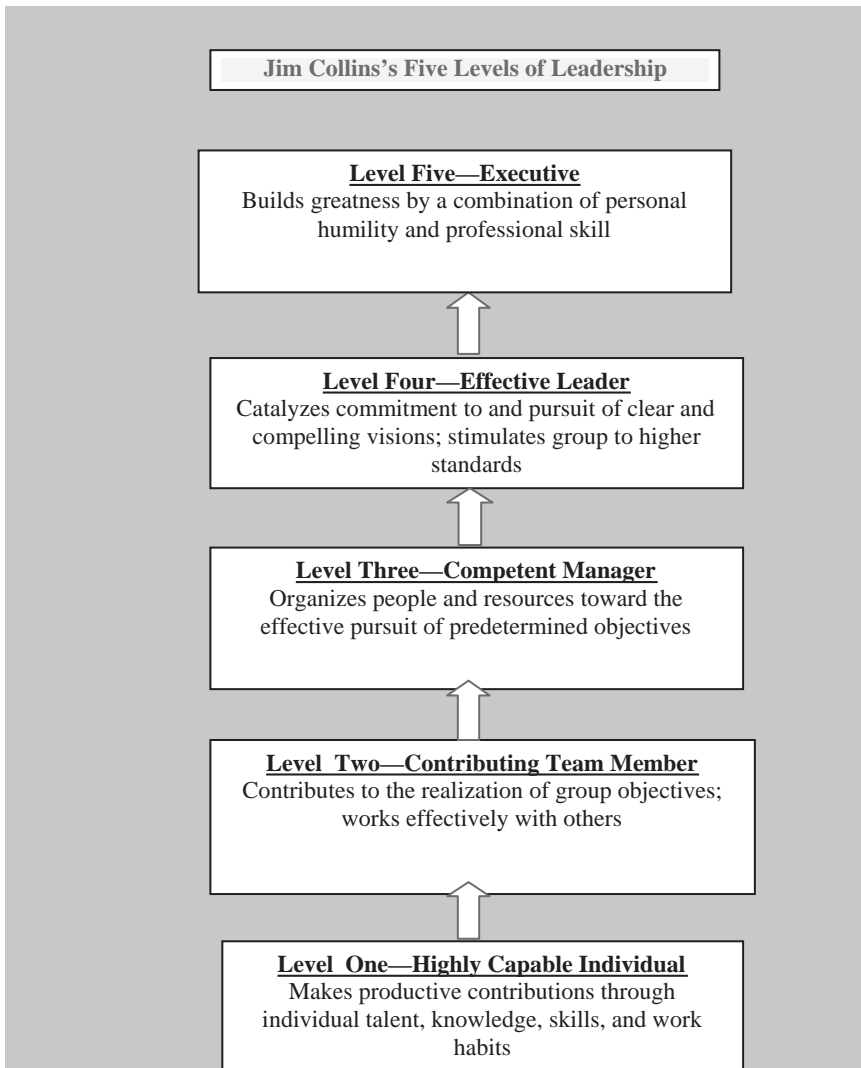 Jim Collins's Five Levels of Leadership
Level Five—Executive
Builds greatness by a combination of personal
humility and professional skill
Level Four—Effective Leader
Catalyzes commitment to and pursuit of clear and
compelling visions; stimulates group to higher
standards
Level Three—Competent Manager
Organizes people and resources toward the
effective pursuit of predetermined objectives
Level Two—Contributing Team Member
Contributes to the realization of group objectives;
works effectively with others
Level One—Highly Capable Individual
Makes productive contributions through
individual talent, knowledge, skills, and work
habits